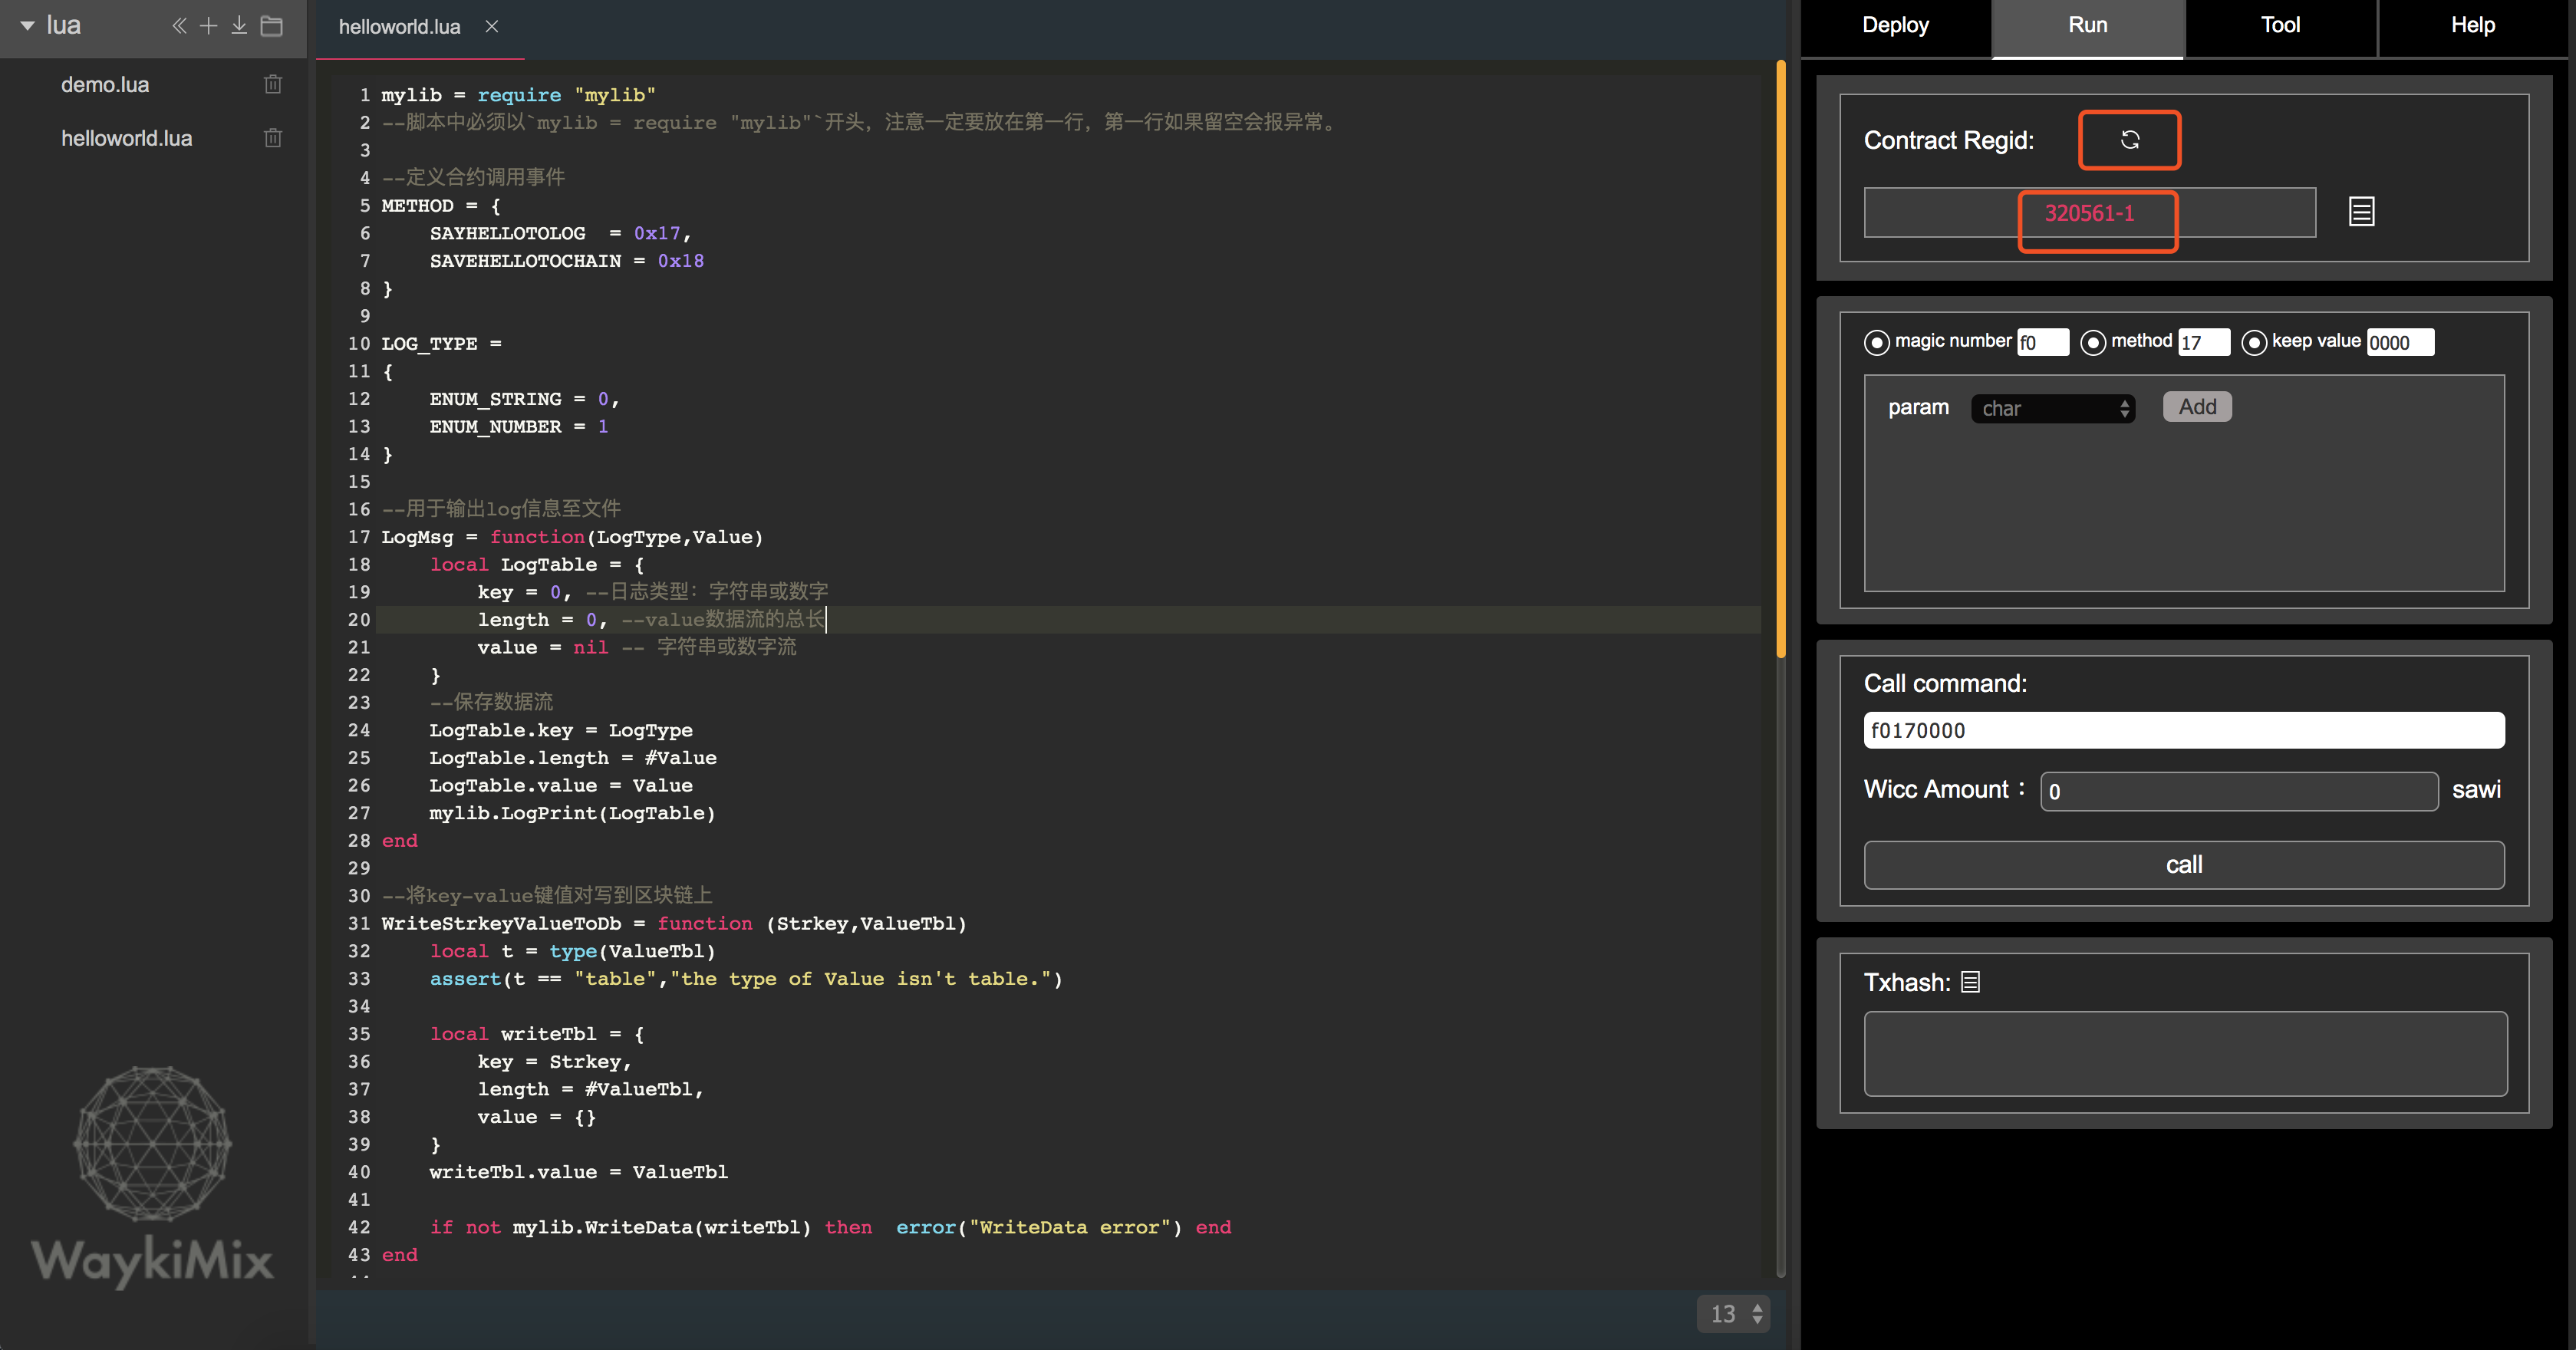 lua
demo.lua
helloworld.lua
WaykiMix
helloworld.lua
1 mylib = require "mylib"
2 --脚本中必须以`mylib = require "mylib"`开头，注意一定要放在第一行，第一行如果留空会报异常。
3
4 --定义合约调用事件
5 METHOD = {
6 SAYHELLOTOLOG = 0x17,
7 SAVEHELLOTOCHAIN = 0x18
8 }
9
10 LOG_TYPE =
11 {
12 ENUM_STRING = 0,
13 ENUM_NUMBER = 1
14 }
15
16 --用于输出log信息至文件
17 LogMsg = function(LogType,Value)
18 local LogTable = {
19 key = 0, --日志类型：字符串或数字
20 length = 0, --value数据流的总长
21 value = nil -- 字符串或数字流
22 }
23 --保存数据流
24 LogTable.key = LogType
25 LogTable.length = #Value
26 LogTable.value = Value
27 mylib.LogPrint(LogTable)
28 end
29
30 --将key-value键值对写到区块链上
31 WriteStrkeyValueToDb = function (Strkey,ValueTbl)
32 local t = type(ValueTbl)
33 assert(t == "table","the type of Value isn't table.")
34
35 local writeTbl = {
36 key = Strkey,
37 length = #ValueTbl,
38 value = {}
39 }
40 writeTbl.value = ValueTbl
41
42 if not mylib.WriteData(writeTbl) then error("WriteData error") end
43 end
13
Deploy Run Tool Help
Contract Regid:
320561-1
magic number f0 method 17 keep value 0000
param char Add
Call command:
f0170000
Wicc Amount： 0 sawi
call
Txhash: